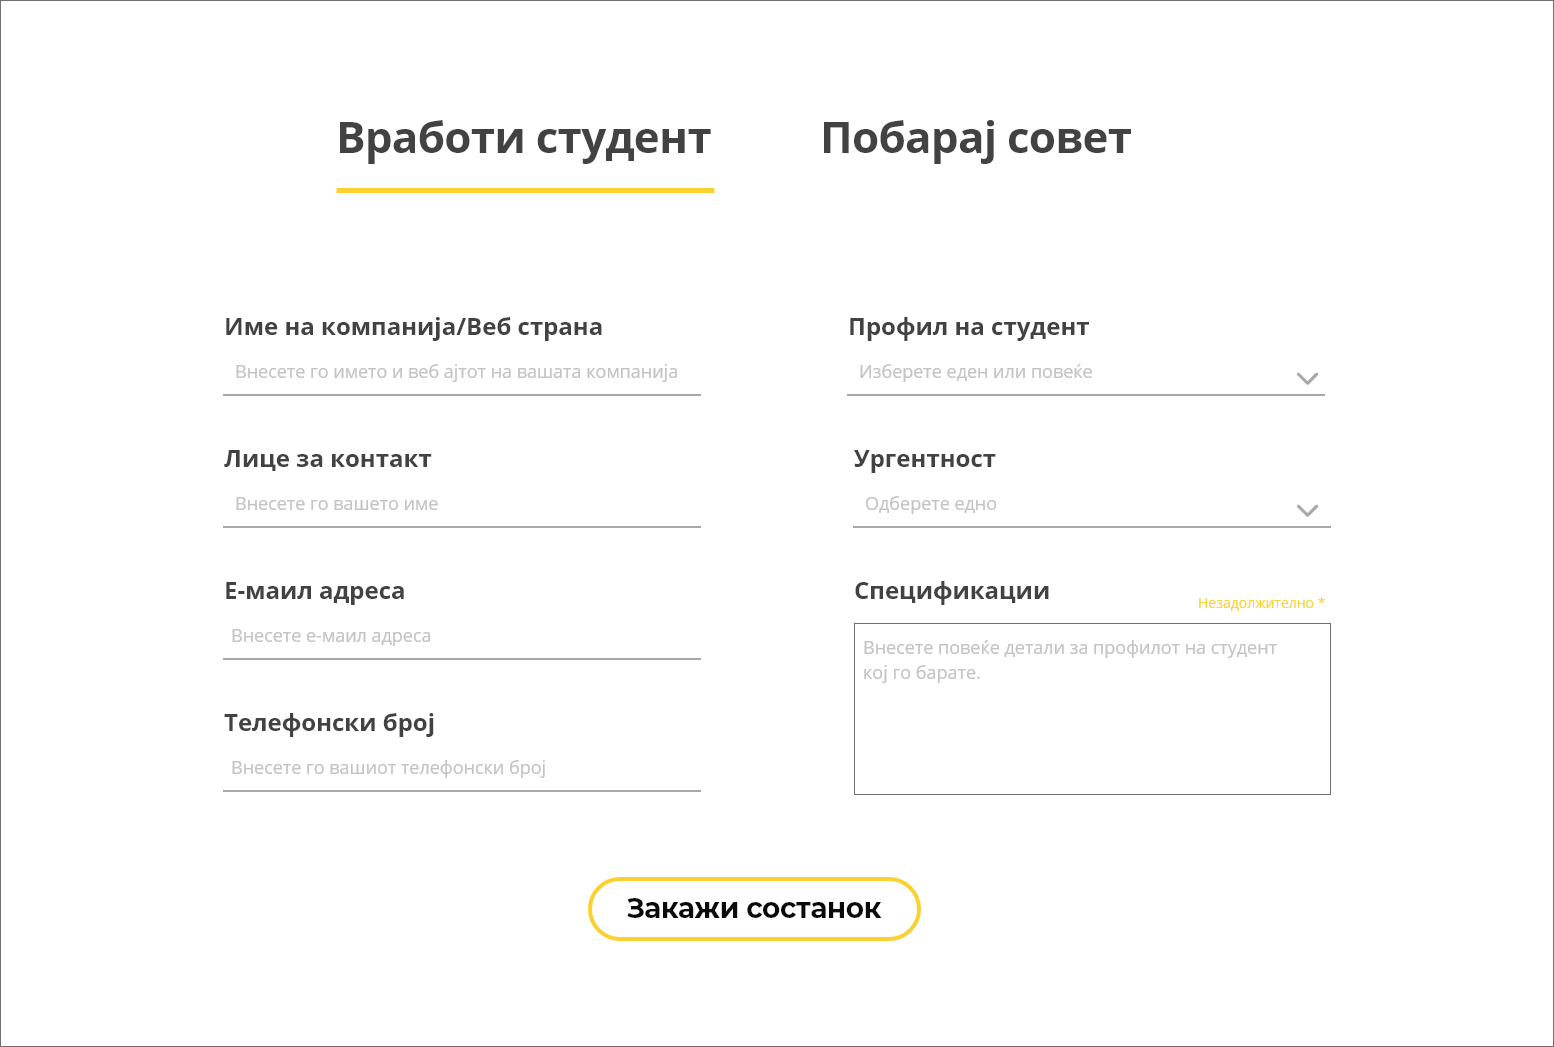 Вработи студент
Побарај совет
Име на компанија/Веб страна
Внесете го името и веб ајтот на вашата компанија
Лице за контакт
Внесете го вашето име
Е-маил адреса
Внесете е-маил адреса
Телефонски број
Внесете го вашиот телефонски број
Профил на студент
Изберете еден или повеќе
Ургентност
Одберете едно
Спецификации
Незадолжително *
Внесете повеќе детали за профилот на студент
кој го барате.
Закажи состанок